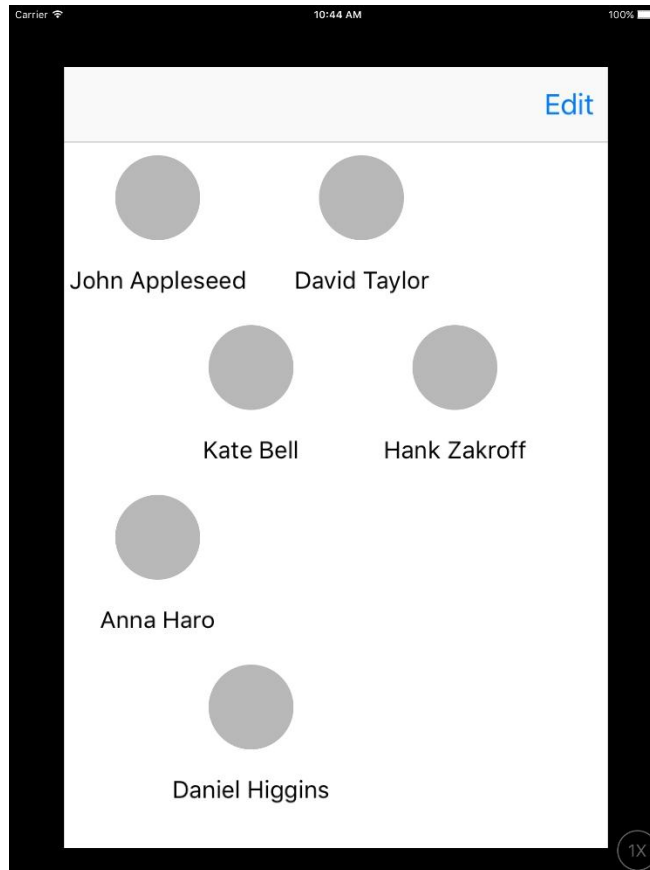 Carrier 10:44 AM 100%
Edit
John Appleseed David Taylor
Kate Bell Hank Zakroff
Anna Haro
Daniel Higgins
1X